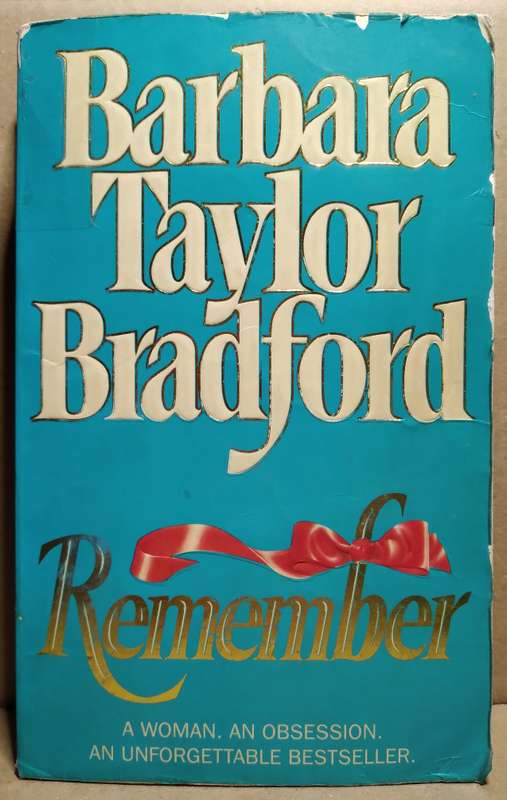 Barbara
Taylor
Bradford
Remember
A WOMAN. AN OBSESSION.
AN UNFORGETTABLE BESTSELLER.